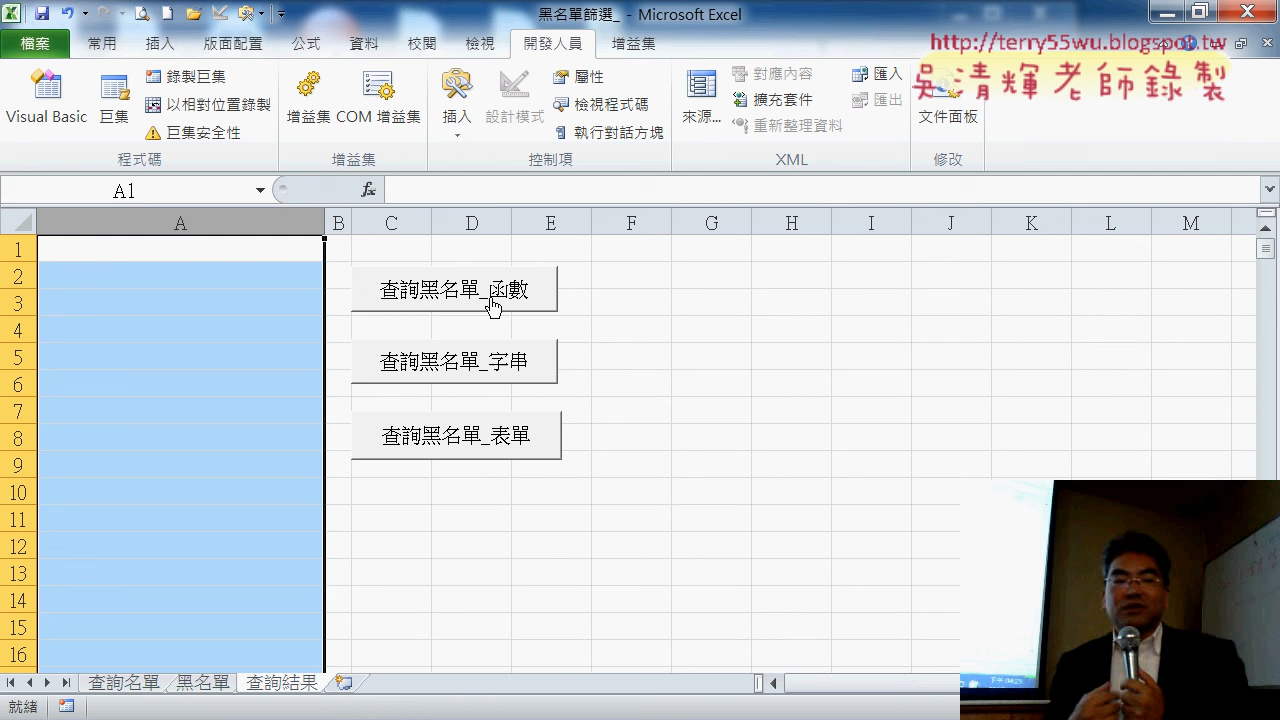 黑名單篩選_ - Microsoft Excel
檔案 常用 插入 版面配置 公式 資料 校閱 檢視 開發人員 增益集
http://terry55wu.blogspot.tw
吳清輝老師錄製
Visual Basic 巨集 錄製巨集 以相對位置錄製 巨集安全性
增益集 COM 增益集
插入 設計模式 屬性 檢視程式碼 執行對話方塊
來源... 對應內容 擴充套件 重新整理資料 匯入 匯出
文件面板
程式碼 增益集 控制項 XML 修改
A1 fx
A B C D E F G H I J K L M
1
2
3
4
5
6
7
8
9
10
11
12
13
14
15
16
查詢黑名單_函數
查詢黑名單_字串
查詢黑名單_表單
查詢名單 黑名單 查詢結果
就緒